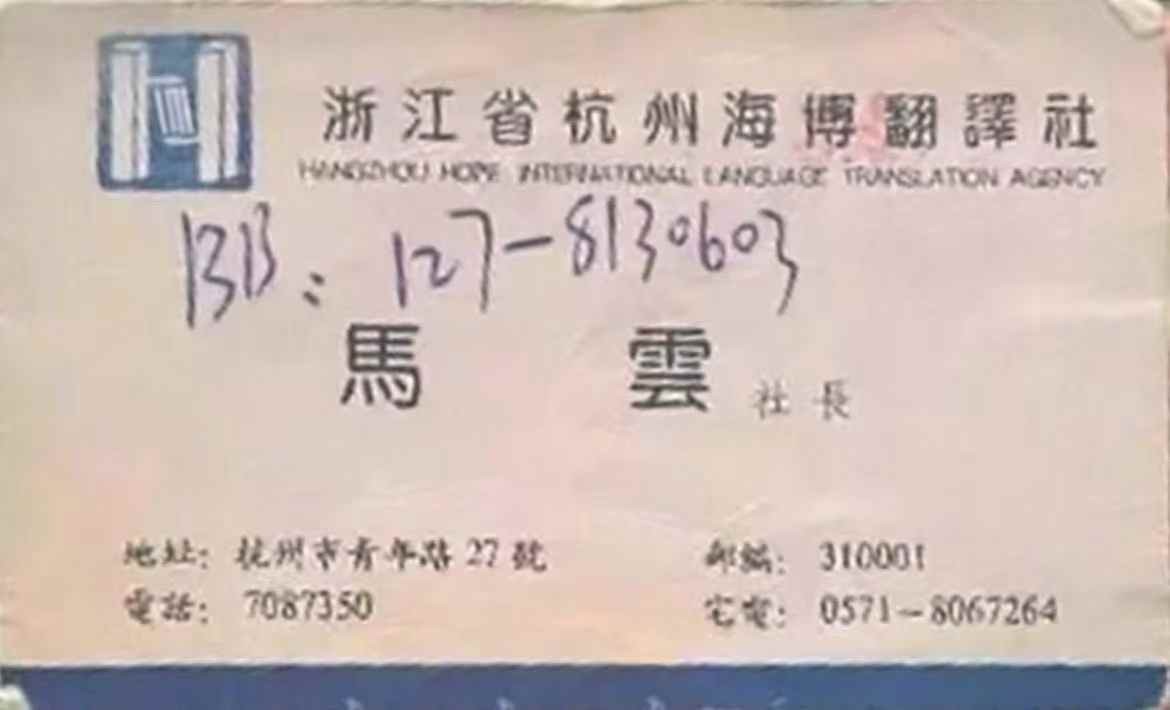 浙江省杭州海博翻譯社
HANGZHOU HOPE INTERNATIONAL LANGUAGE TRANSLATION AGENCY
BB: 127-8130603
馬雲 社長
地址: 杭州市青年路 27 號 郵編: 310001
電話: 7087350 宅電: 0571-8067264